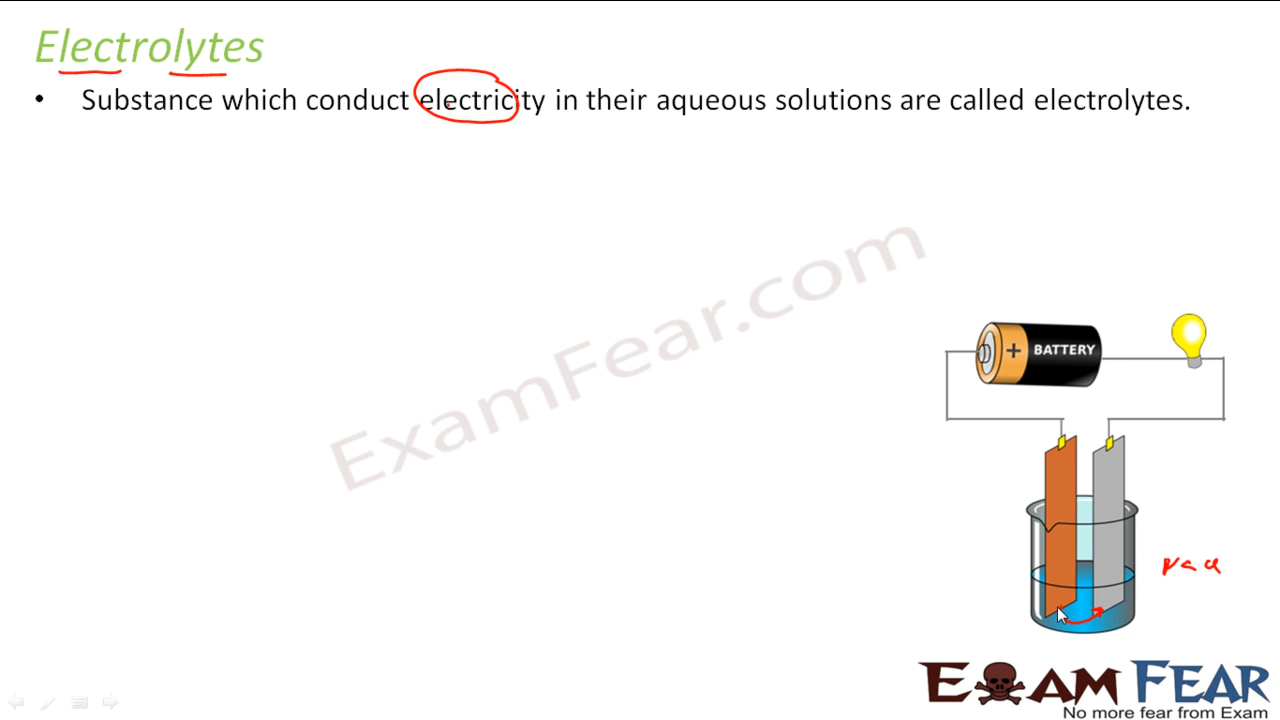 Electrolytes
• Substance which conduct electricity in their aqueous solutions are called electrolytes.
ExamFear.com
+ BATTERY
EXAM FEAR
No more fear from Exam